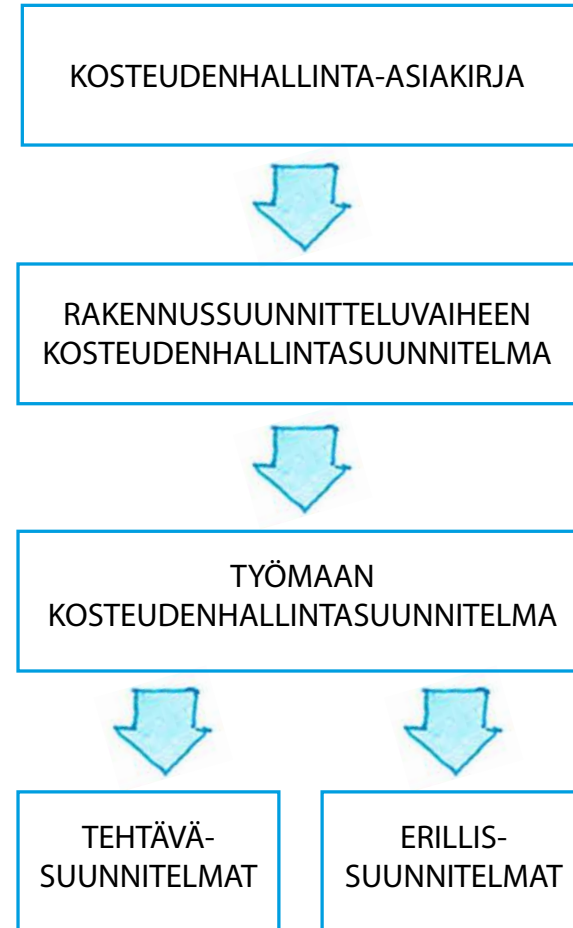 KOSTEUDENHALLINTA-ASIAKIRJA
RAKENNUSSUUNNITTELUVAIHEEN
KOSTEUDENHALLINTASUUNNITELMA
TYÖMAAN
KOSTEUDENHALLINTASUUNNITELMA
TEHTÄVÄ-
SUUNNITELMAT
ERILLIS-
SUUNNITELMAT